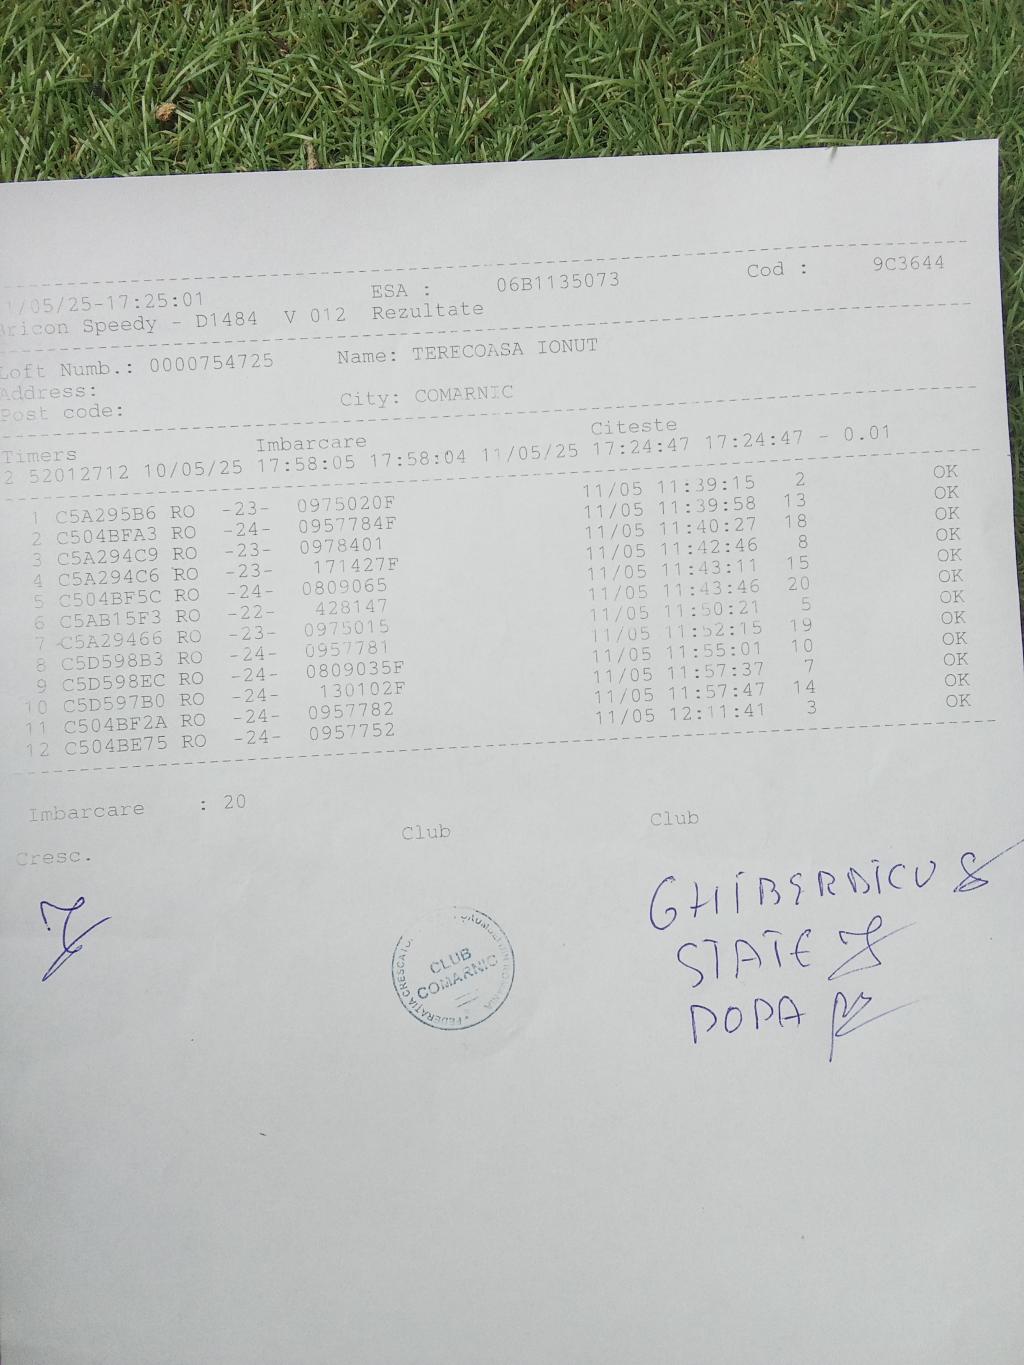 1/05/25-17:25:01 ESA : 06B1135073 Cod : 9C3644
Bricon Speedy - D1484 V 012 Rezultate
Loft Numb.: 0000754725 Name: TERECOASA IONUT
Address:
Post code: City: COMARNIC
Timers Imbarcare Citeste
2 52012712 10/05/25 17:58:05 17:58:04 11/05/25 17:24:47 17:24:47 - 0.01
1 C5A295B6 RO -23- 0975020F 11/05 11:39:15 2 OK
2 C504BFA3 RO -24- 0957784F 11/05 11:39:58 13 OK
3 C5A294C9 RO -23- 0978401 11/05 11:40:27 18 OK
4 C5A294C6 RO -23- 171427F 11/05 11:42:46 8 OK
5 C504BF5C RO -24- 0809065 11/05 11:43:11 15 OK
6 C5AB15F3 RO -22- 428147 11/05 11:43:46 20 OK
7 C5A29466 RO -23- 0975015 11/05 11:50:21 5 OK
8 C5D598B3 RO -24- 0957781 11/05 11:52:15 19 OK
9 C5D598EC RO -24- 0809035F 11/05 11:55:01 10 OK
10 C5D597B0 RO -24- 130102F 11/05 11:57:37 7 OK
11 C504BF2A RO -24- 0957782 11/05 11:57:47 14 OK
12 C504BE75 RO -24- 0957752 11/05 12:11:41 3 OK
Imbarcare : 20
Cresc. Club Club
GHIBERDICU
STATE
DODA
CLUB
COMARNIC
FEDERATIA